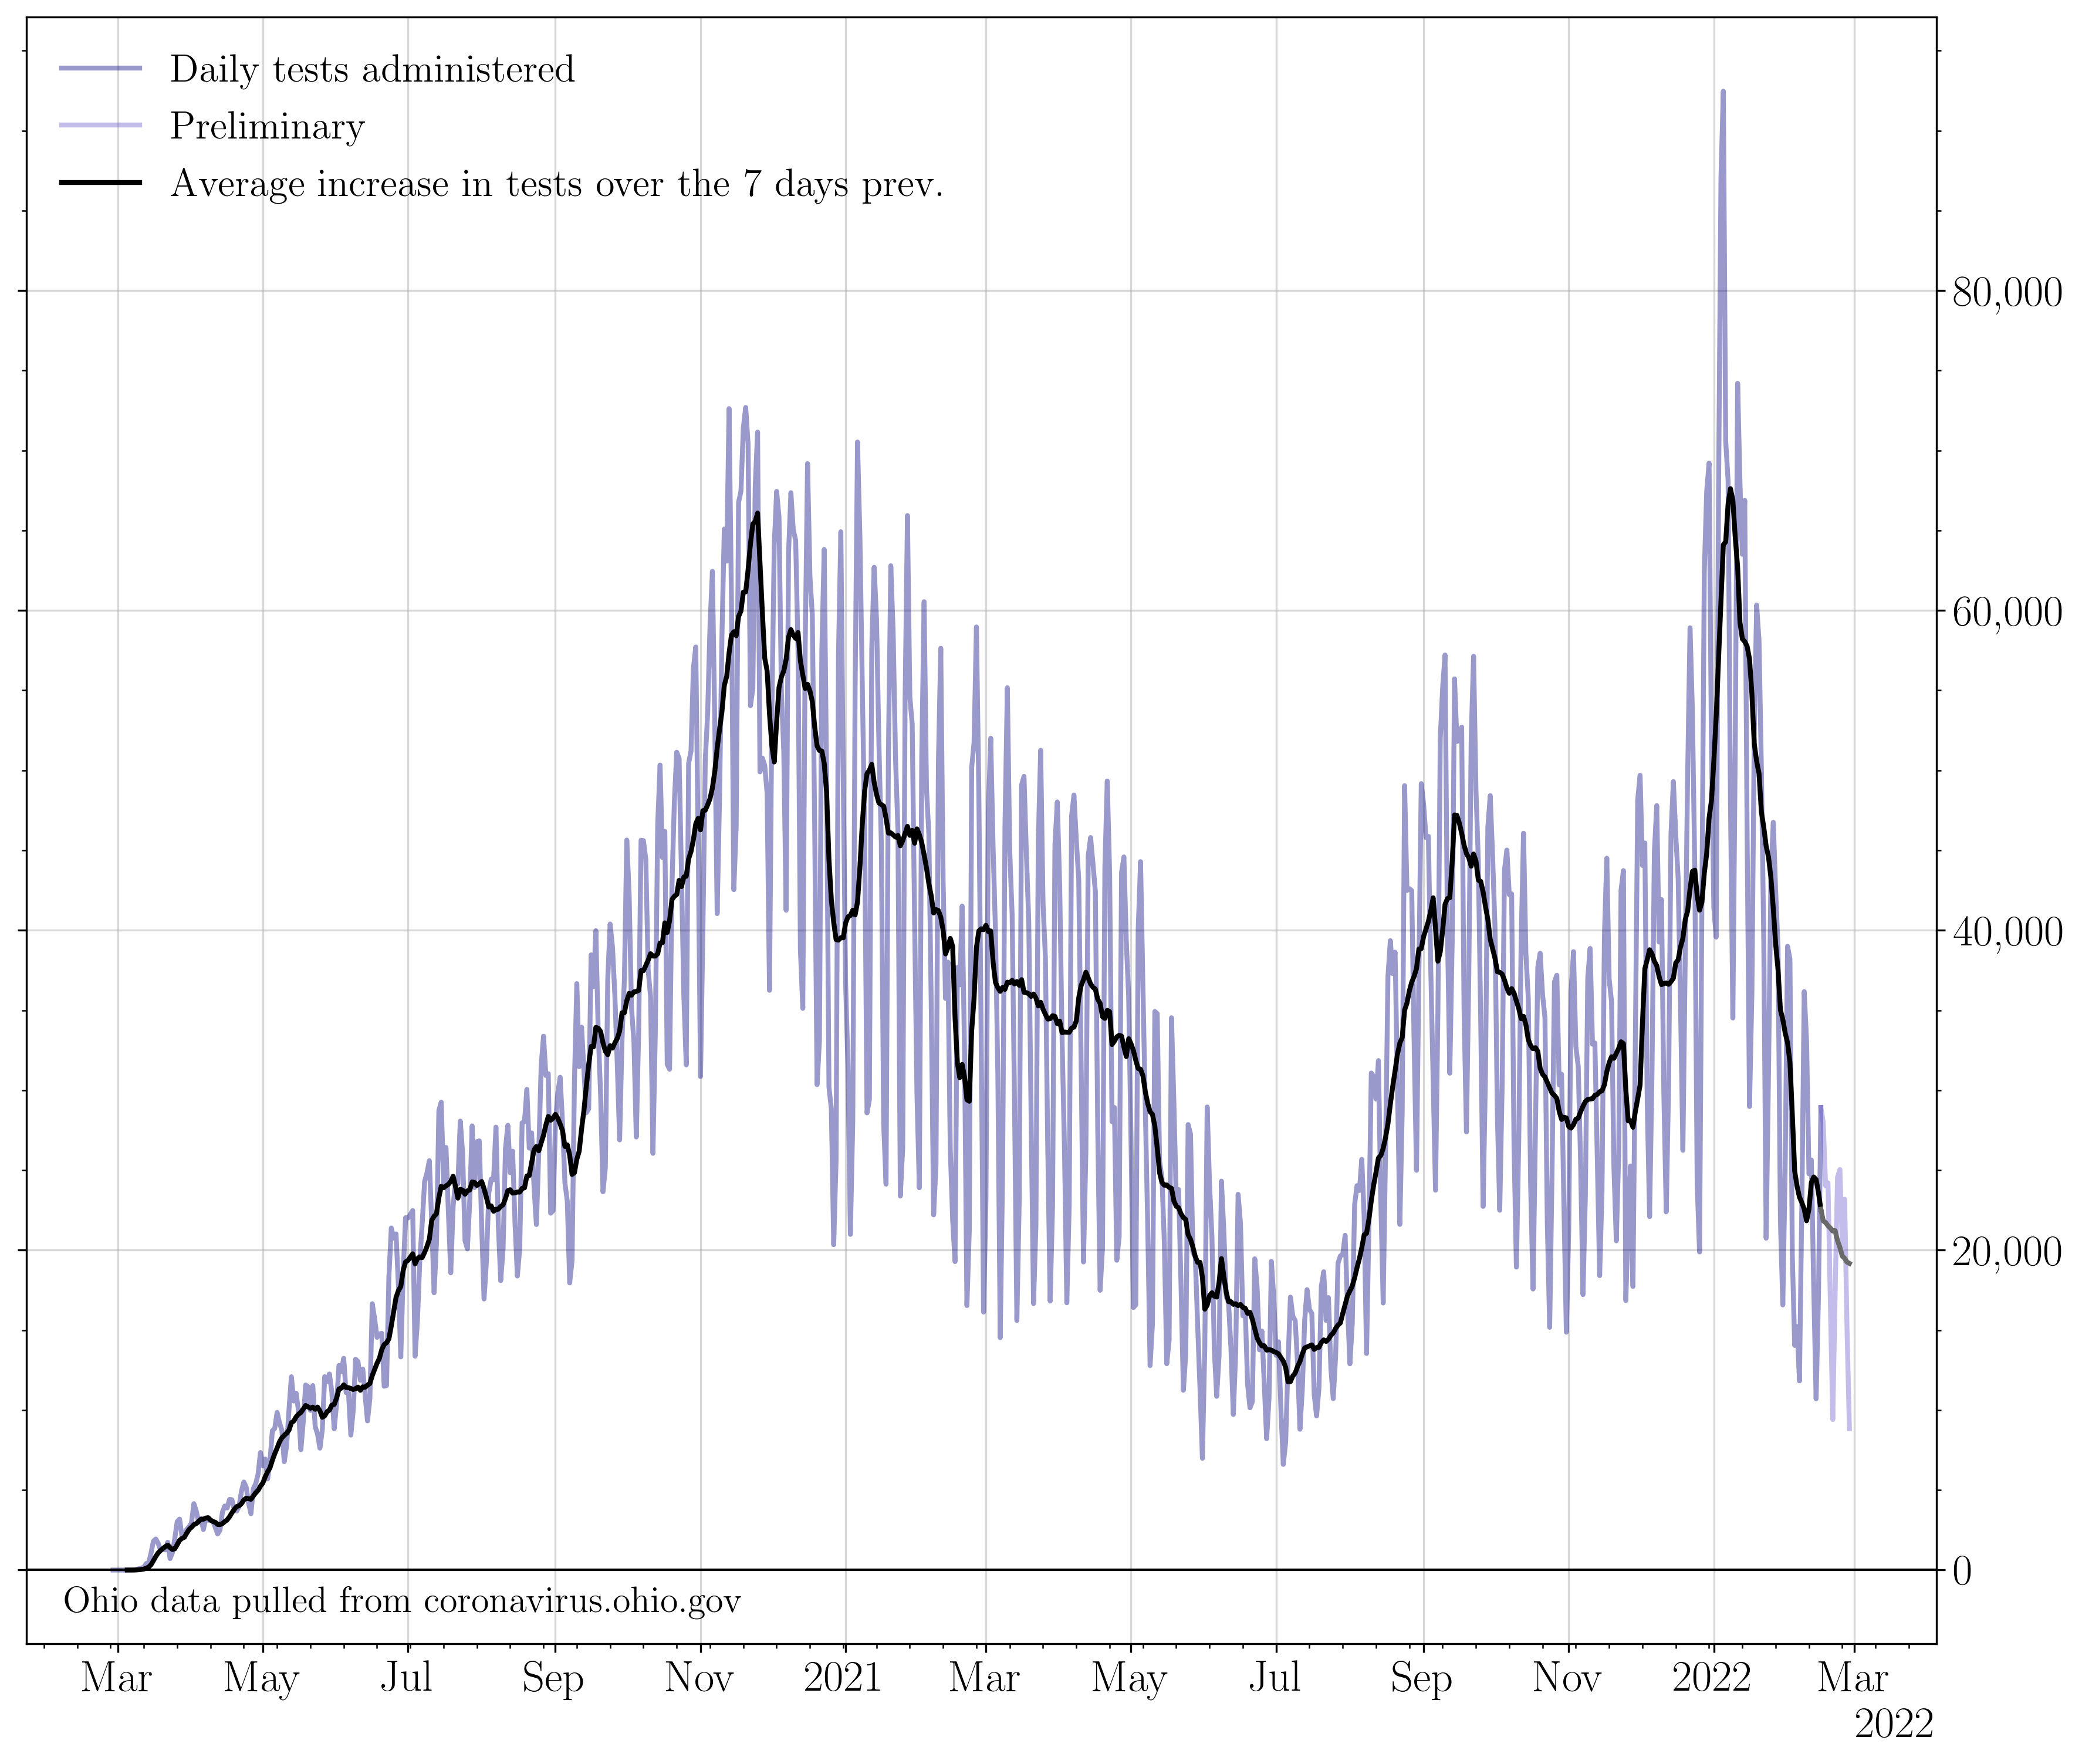 Daily tests administered
Preliminary
Average increase in tests over the 7 days prev.
80,000
60,000
40,000
20,000
0
Ohio data pulled from coronavirus.ohio.gov
Mar May Jul Sep Nov 2021 Mar May Jul Sep Nov 2022 Mar
2022